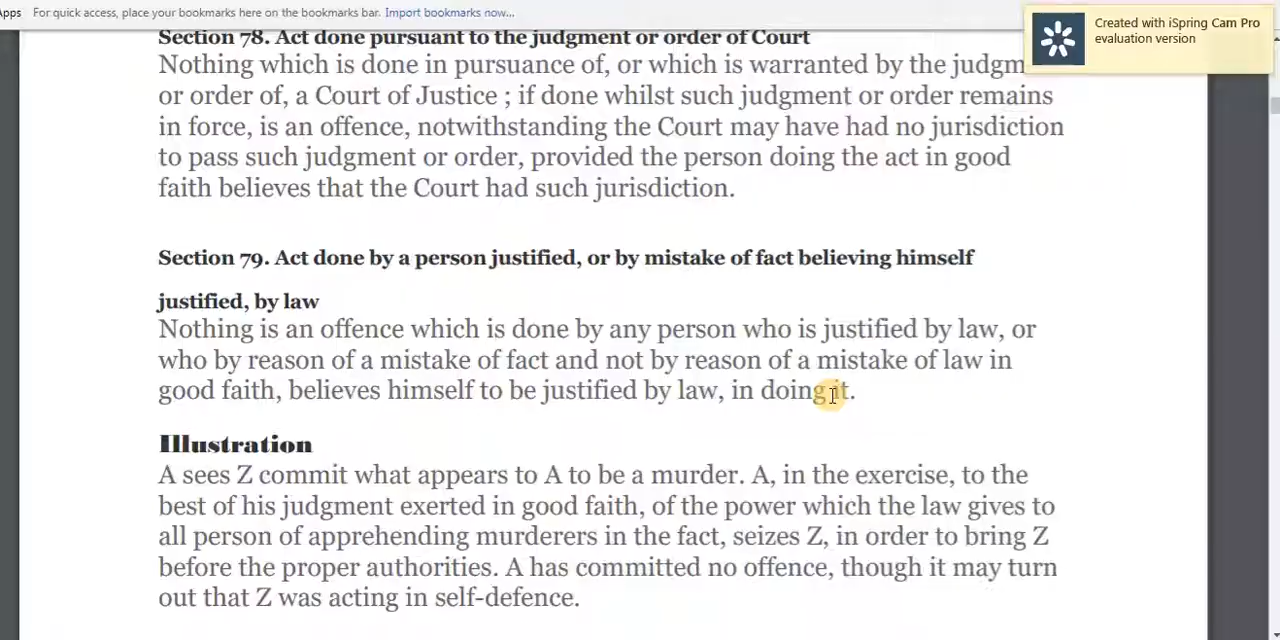 Apps For quick access, place your bookmarks here on the bookmarks bar. Import bookmarks now...
Created with iSpring Cam Pro
evaluation version
Section 78. Act done pursuant to the judgment or order of Court
Nothing which is done in pursuance of, or which is warranted by the judgm
or order of, a Court of Justice ; if done whilst such judgment or order remains
in force, is an offence, notwithstanding the Court may have had no jurisdiction
to pass such judgment or order, provided the person doing the act in good
faith believes that the Court had such jurisdiction.
Section 79. Act done by a person justified, or by mistake of fact believing himself
justified, by law
Nothing is an offence which is done by any person who is justified by law, or
who by reason of a mistake of fact and not by reason of a mistake of law in
good faith, believes himself to be justified by law, in doing it.
Illustration
A sees Z commit what appears to A to be a murder. A, in the exercise, to the
best of his judgment exerted in good faith, of the power which the law gives to
all person of apprehending murderers in the fact, seizes Z, in order to bring Z
before the proper authorities. A has committed no offence, though it may turn
out that Z was acting in self-defence.